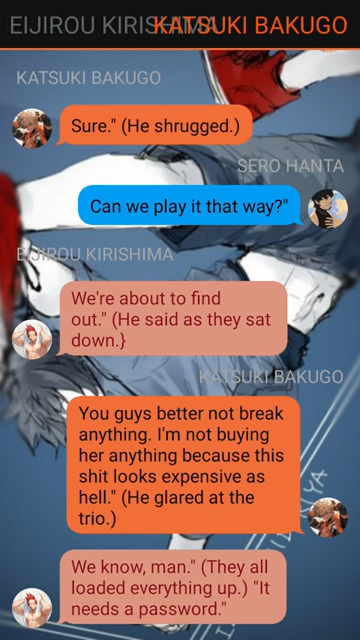 EIJIROU KIRISHIMA KATSUKI BAKUGO
KATSUKI BAKUGO
Sure." (He shrugged.)
SERO HANTA
Can we play it that way?"
EIJIROU KIRISHIMA
We're about to find
out." (He said as they sat
down.}
KATSUKI BAKUGO
You guys better not break
anything. I'm not buying
her anything because this
shit looks expensive as
hell." (He glared at the
trio.)
We know, man." (They all
loaded everything up.) "It
needs a password."